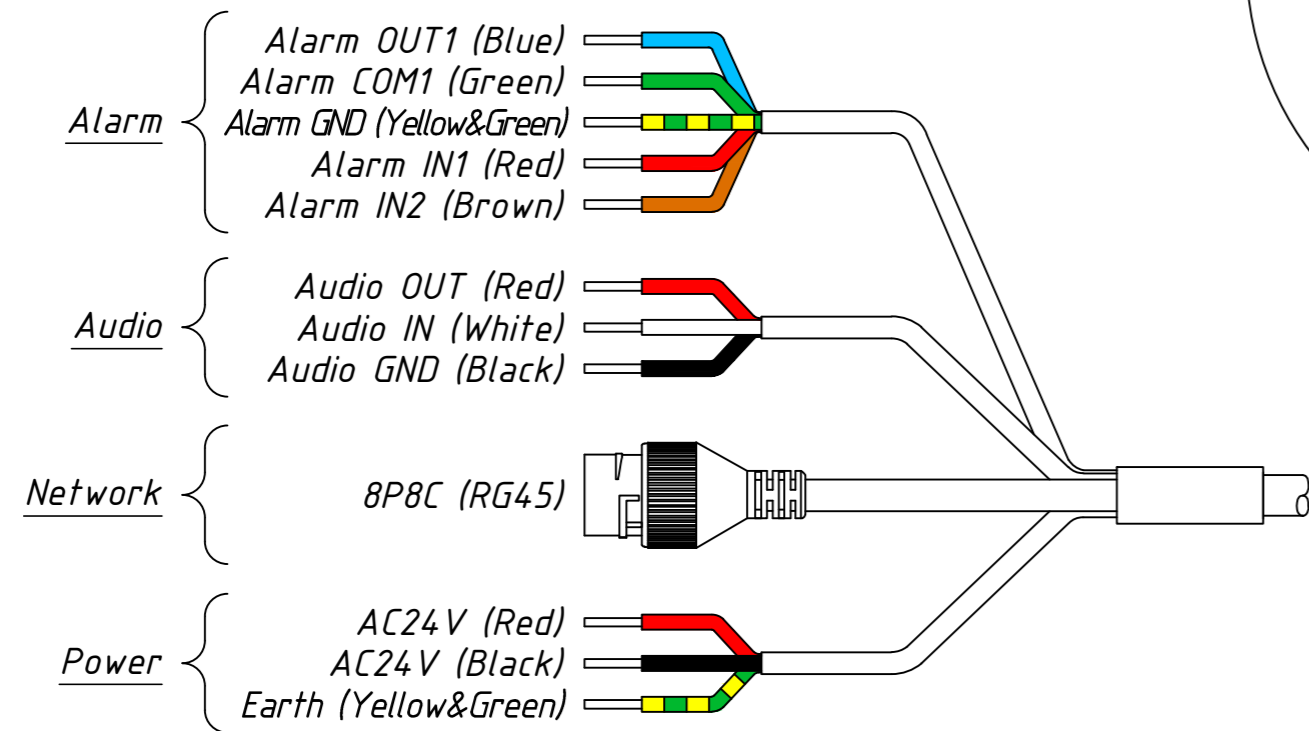 Alarm
Alarm OUT1 (Blue)
Alarm COM1 (Green)
Alarm GND (Yellow&Green)
Alarm IN1 (Red)
Alarm IN2 (Brown)
Audio
Audio OUT (Red)
Audio IN (White)
Audio GND (Black)
Network
8P8C (RG45)
Power
AC24V (Red)
AC24V (Black)
Earth (Yellow&Green)